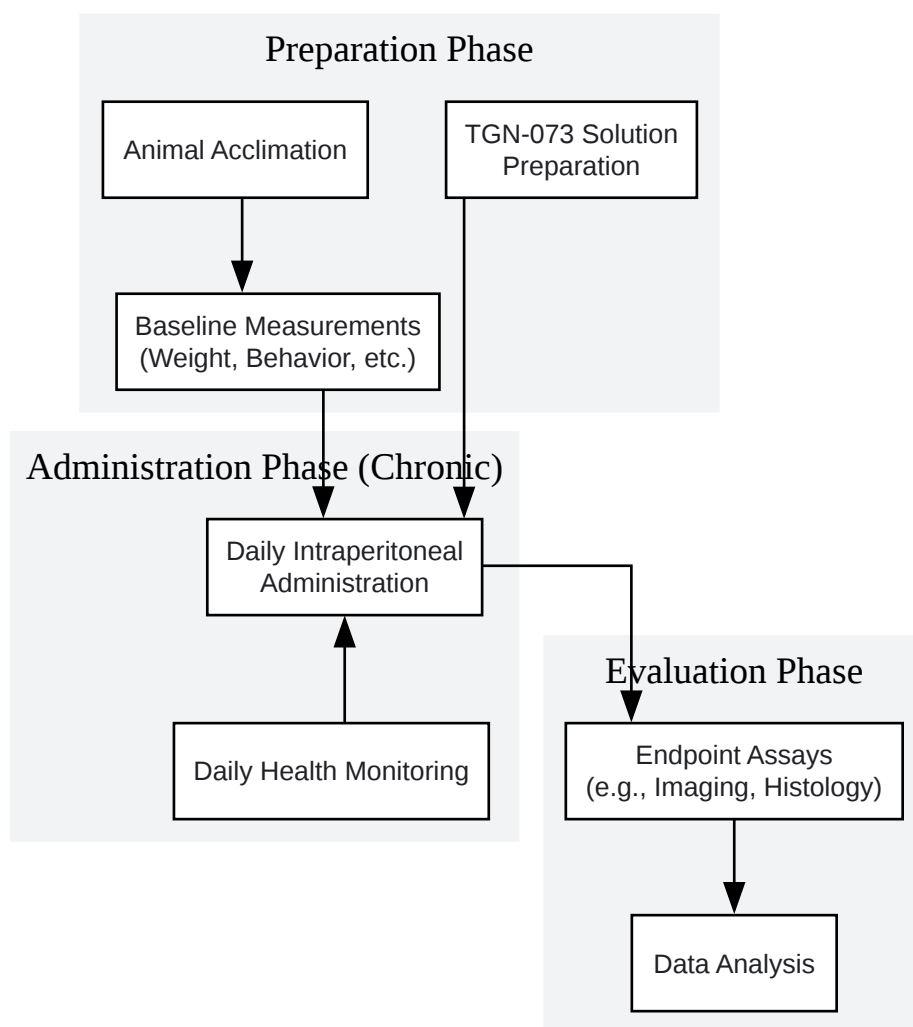 Preparation Phase
Animal Acclimation
TGN-073 Solution
Preparation
Baseline Measurements
(Weight, Behavior, etc.)
Administration Phase (Chronic)
Daily Intraperitoneal
Administration
Daily Health Monitoring
Evaluation Phase
Endpoint Assays
(e.g., Imaging, Histology)
Data Analysis